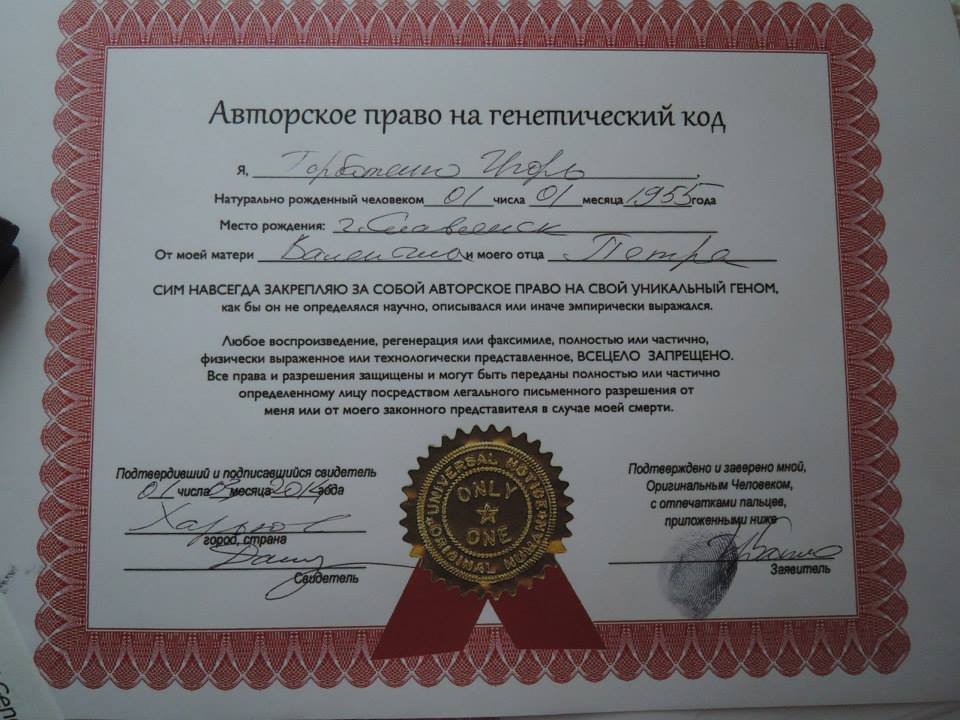 Авторское право на генетический код
Я, Горбатенко Игорь,
Натурально рожденный человеком 01 числа 01 месяца 1955 года
Место рождения: г. Славянск
От моей матери Валентины и моего отца Петра
СИМ НАВСЕГДА ЗАКРЕПЛЯЮ ЗА СОБОЙ АВТОРСКОЕ ПРАВО НА СВОЙ УНИКАЛЬНЫЙ ГЕНОМ,
как бы он не определялся научно, описывался или иначе эмпирически выражался.
Любое воспроизведение, регенерация или факсимиле, полностью или частично,
физически выраженное или технологически представленное, ВСЕЦЕЛО ЗАПРЕЩЕНО.
Все права и разрешения защищены и могут быть переданы полностью или частично
определенному лицу посредством легального письменного разрешения от
меня или от моего законного представителя в случае моей смерти.
Подтвердивший и подписавшийся свидетель
01 числа 03 месяца 2014 года
Харьков
город, страна
Свидетель
ONLY
ONE
ORIGINAL HUMAN
UNIVERSAL
Подтверждено и заверено мной,
Оригинальным Человеком,
с отпечатками пальцев,
приложенными ниже
Заявитель